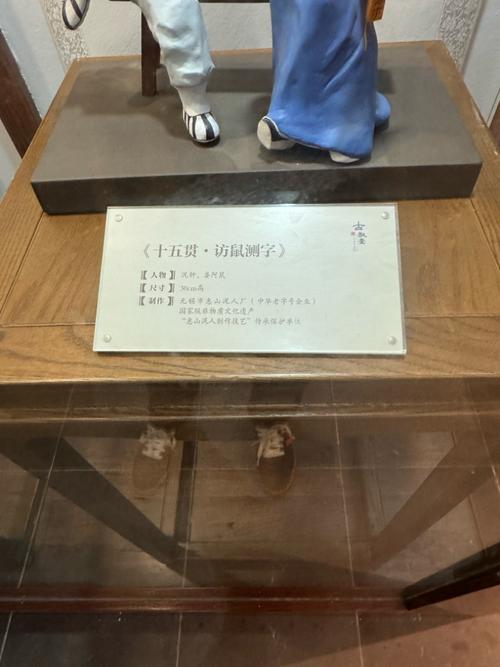 《十五贯·访鼠测字》
【人物】 况钟、娄阿鼠
【尺寸】 30cm高
【制作】 无锡市惠山泥人厂（中华老字号企业）
国家级非物质文化遗产
“惠山泥人制作技艺”传承保护单位